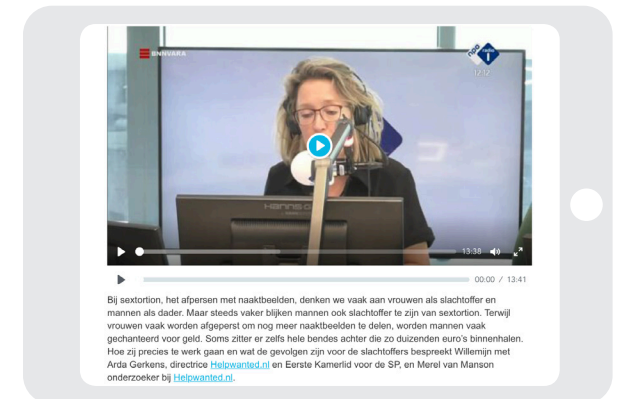 BNNVARA
npo radio 1
12:12
HANNS·G
13:38
00:00 / 13:41
Bij sextortion, het afpersen met naaktbeelden, denken we vaak aan vrouwen als slachtoffer en
mannen als dader. Maar steeds vaker blijken mannen ook slachtoffer te zijn van sextortion. Terwijl
vrouwen vaak worden afgeperst om nog meer naaktbeelden te delen, worden mannen vaak
gechanteerd voor geld. Soms zitter er zelfs hele bendes achter die zo duizenden euro's binnenhalen.
Hoe zij precies te werk gaan en wat de gevolgen zijn voor de slachtoffers bespreekt Willemijn met
Arda Gerkens, directrice Helpwanted.nl en Eerste Kamerlid voor de SP, en Merel van Manson
onderzoeker bij Helpwanted.nl.